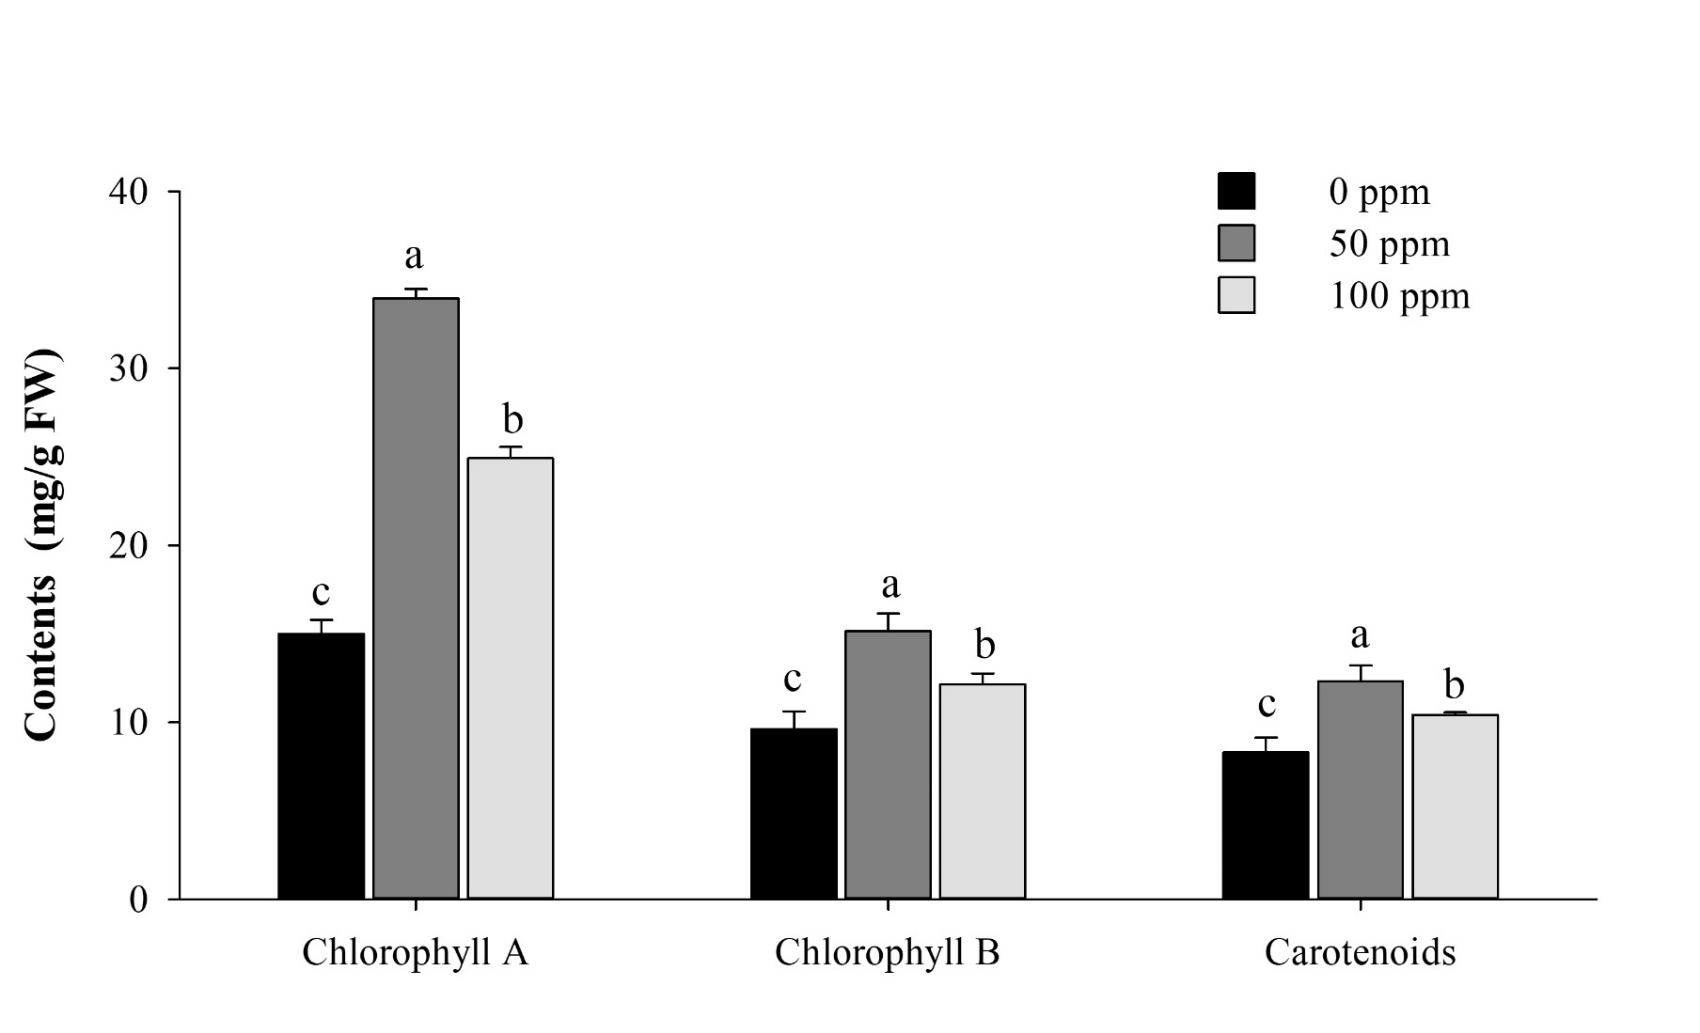 40
30
20
10
0
Contents (mg/g FW)
0 ppm
50 ppm
100 ppm
c
a
b
c
a
b
c
a
b
Chlorophyll A
Chlorophyll B
Carotenoids